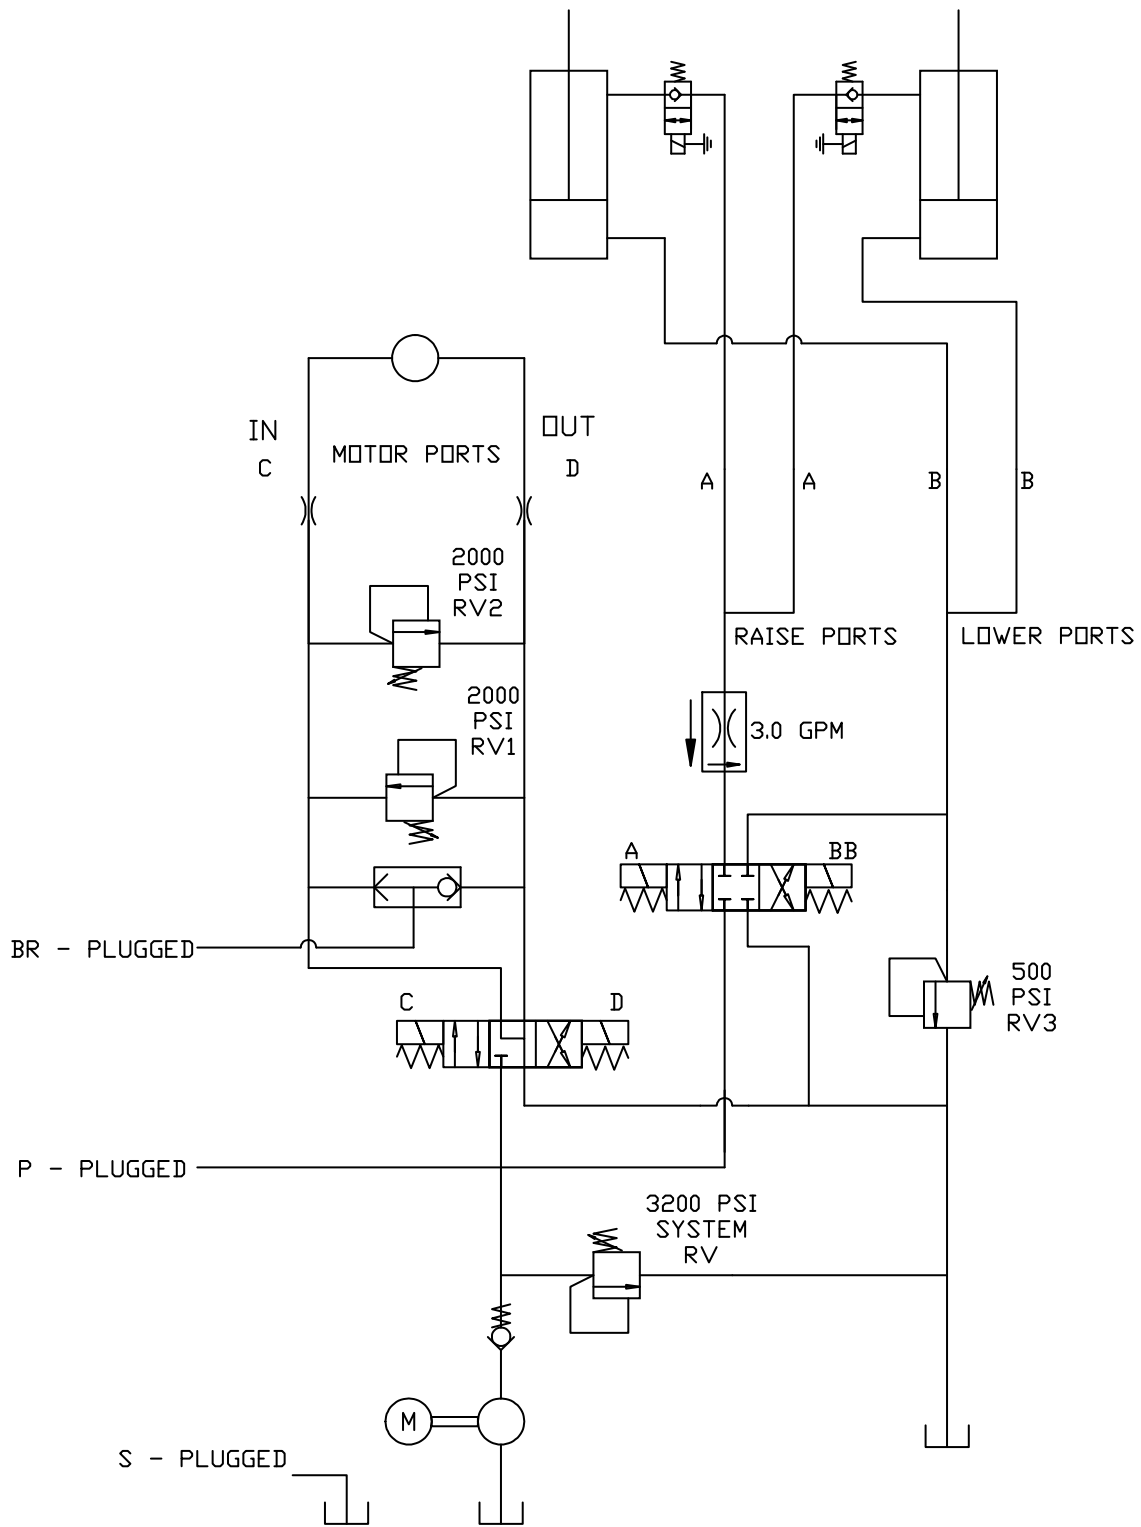 IN
OUT
MOTOR PORTS
C
D
A
A
B
B
2000
PSI
RV2
RAISE PORTS
LOWER PORTS
2000
PSI
RV1
3.0 GPM
A
BB
BR - PLUGGED
C
D
500
PSI
RV3
P - PLUGGED
3200 PSI
SYSTEM
RV
M
S - PLUGGED